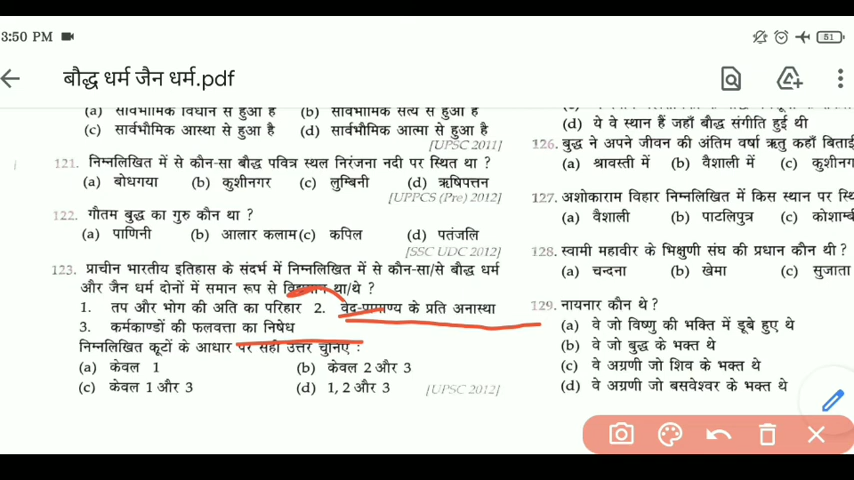 3:50 PM
51
बौद्ध धर्म जैन धर्म.pdf
(a) सार्वभौमिक विधान से हुआ है (b) सार्वभौमिक सत्य से हुआ है
(c) सार्वभौमिक आस्था से हुआ है (d) सार्वभौमिक आत्मा से हुआ है
[UPSC 2011]
121. निम्नलिखित में से कौन-सा बौद्ध पवित्र स्थल निरंजना नदी पर स्थित था ?
(a) बोधगया (b) कुशीनगर (c) लुम्बिनी (d) ऋषिपत्तन
[UPPCS (Pre) 2012]
122. गौतम बुद्ध का गुरु कौन था ?
(a) पाणिनी (b) आलार कलाम(c) कपिल (d) पतंजलि
[SSC UDC 2012]
123. प्राचीन भारतीय इतिहास के संदर्भ में निम्नलिखित में से कौन-सा/से बौद्ध धर्म
और जैन धर्म दोनों में समान रूप से विद्यमान था/थे ?
1. तप और भोग की अति का परिहार 2. वेद-प्रामाण्य के प्रति अनास्था
3. कर्मकाण्डों की फलवत्ता का निषेध
निम्नलिखित कूटों के आधार पर सही उत्तर चुनिए :
(a) केवल 1 (b) केवल 2 और 3
(c) केवल 1 और 3 (d) 1, 2 और 3 [UPSC 2012]
(d) ये वे स्थान हैं जहाँ बौद्ध संगीति हुई थी
126. बुद्ध ने अपने जीवन की अंतिम वर्षा ऋतु कहाँ
(a) श्रावस्ती में (b) वैशाली में (c)
127. अशोकाराम विहार निम्नलिखित में किस स्थान पर
(a) वैशाली (b) पाटलिपुत्र (c)
128. स्वामी महावीर के भिक्षुणी संघ की प्रधान कौन थी ?
(a) चन्दना (b) खेमा (c) सुजाता
129. नायनार कौन थे ?
(a) वे जो विष्णु की भक्ति में डूबे हुए थे
(b) वे जो बुद्ध के भक्त थे
(c) वे अग्रणी जो शिव के भक्त थे
(d) वे अग्रणी जो बसवेश्वर के भक्त थे